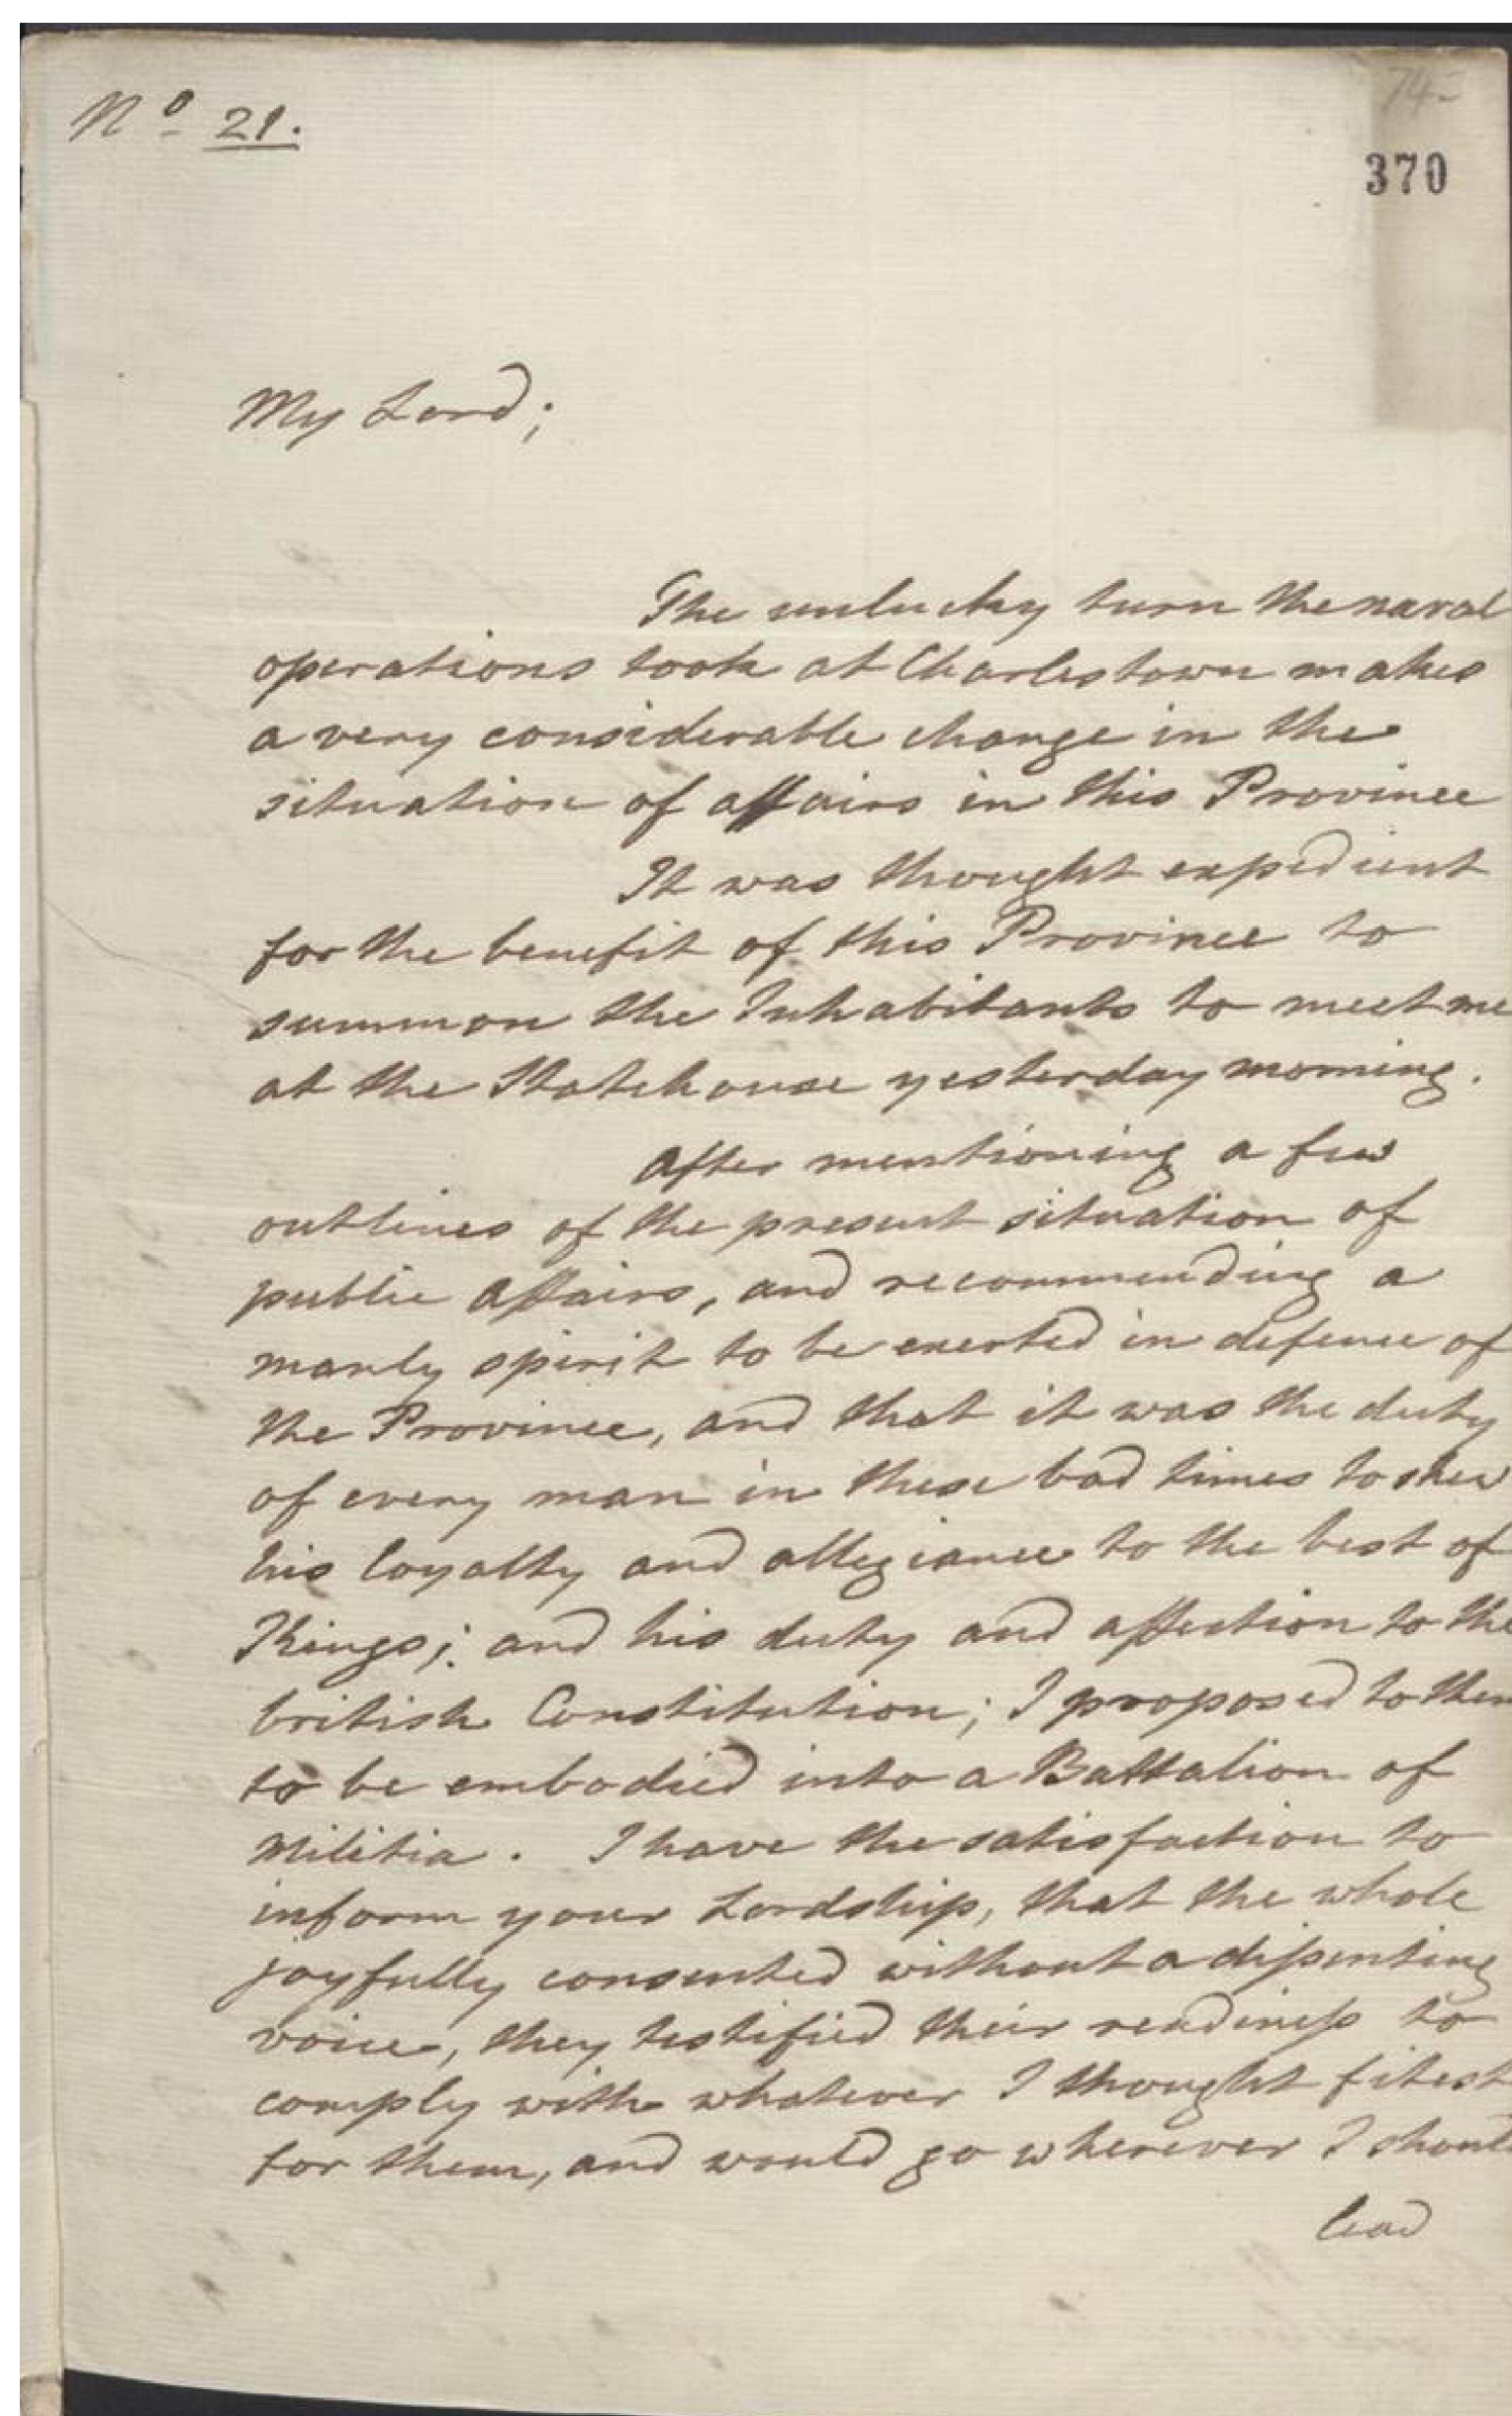 No 21.
74-
370
My Lord;
The unlucky turn the naval
operations took at Charlestown makes
a very considerable change in the
situation of affairs in this Province
It was thought expedient
for the benefit of this Province to
summon the Inhabitants to meet me
at the Statehouse yesterday morning.
After mentioning a few
outlines of the present situation of
public Affairs, and recommending a
manly spirit to be exerted in defence of
the Province, and that it was the duty
of every man in these bad times to shew
his loyalty and allegiance to the best of
Kings; and his duty and affection to the
british Constitution; I proposed to them
to be embodied into a Battalion of
Militia. I have the satisfaction to
inform your Lordship, that the whole
joyfully consented without a dissenting
voice, they testified their readiness to
comply with whatever I thought fitest
for them, and would go wherever I should
lead